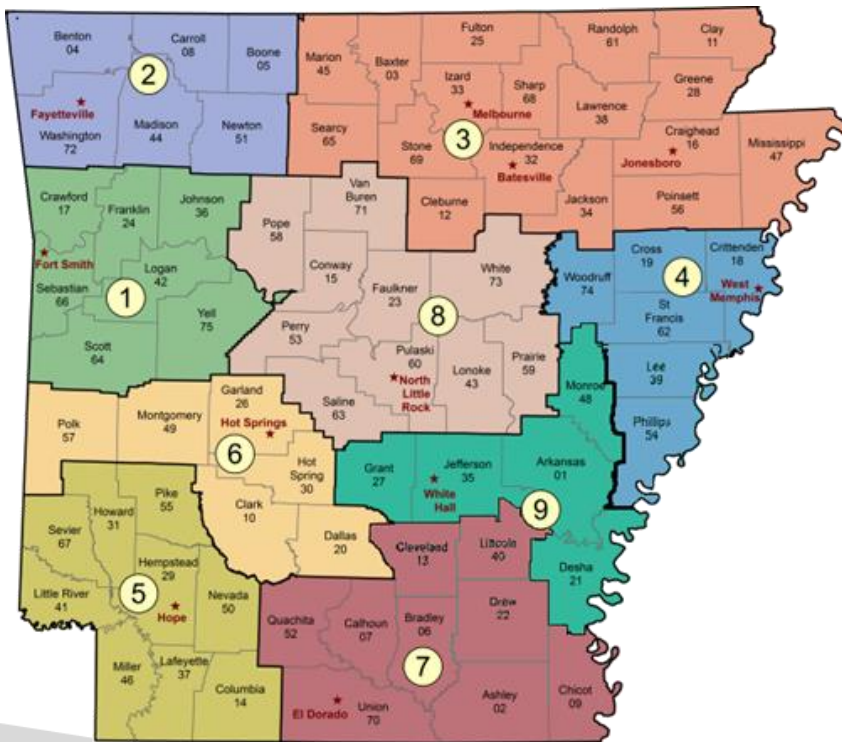 Benton
04
Carroll
08
Boone
05
2
Fayetteville
Washington
72
Madison
44
Newton
51
Marion
45
Baxter
03
Fulton
25
Randolph
61
Clay
11
Izard
33
Sharp
68
Greene
28
Melbourne
Lawrence
38
Searcy
65
Stone
69
3
Independence
32
Batesville
Craighead
16
Jonesboro
Mississippi
47
Cleburne
12
Jackson
34
Poinsett
56
Crawford
17
Franklin
24
Johnson
36
Fort Smith
Logan
42
Sebastian
66
1
Yell
75
Scott
64
Pope
58
Van
Buren
71
Conway
15
Faulkner
23
White
73
8
Perry
53
Pulaski
60
North
Little
Rock
Lonoke
43
Prairie
59
Saline
63
Woodruff
74
Cross
19
4
Crittenden
18
West
Memphis
St
Francis
62
Lee
39
Phillips
54
Polk
57
Montgomery
49
Garland
26
Hot Springs
6
Hot
Spring
30
Clark
10
Dallas
20
Monroe
48
Grant
27
Jefferson
35
White
Hall
Arkansas
01
9
Desha
21
Sevier
67
Howard
31
Pike
55
Hempstead
29
Little River
41
5
Hope
Nevada
50
Miller
46
Lafeyette
37
Columbia
14
Cleveland
13
Lincoln
40
Quachita
52
Calhoun
07
Bradley
06
Drew
22
7
El Dorado
Union
70
Ashley
02
Chicot
09